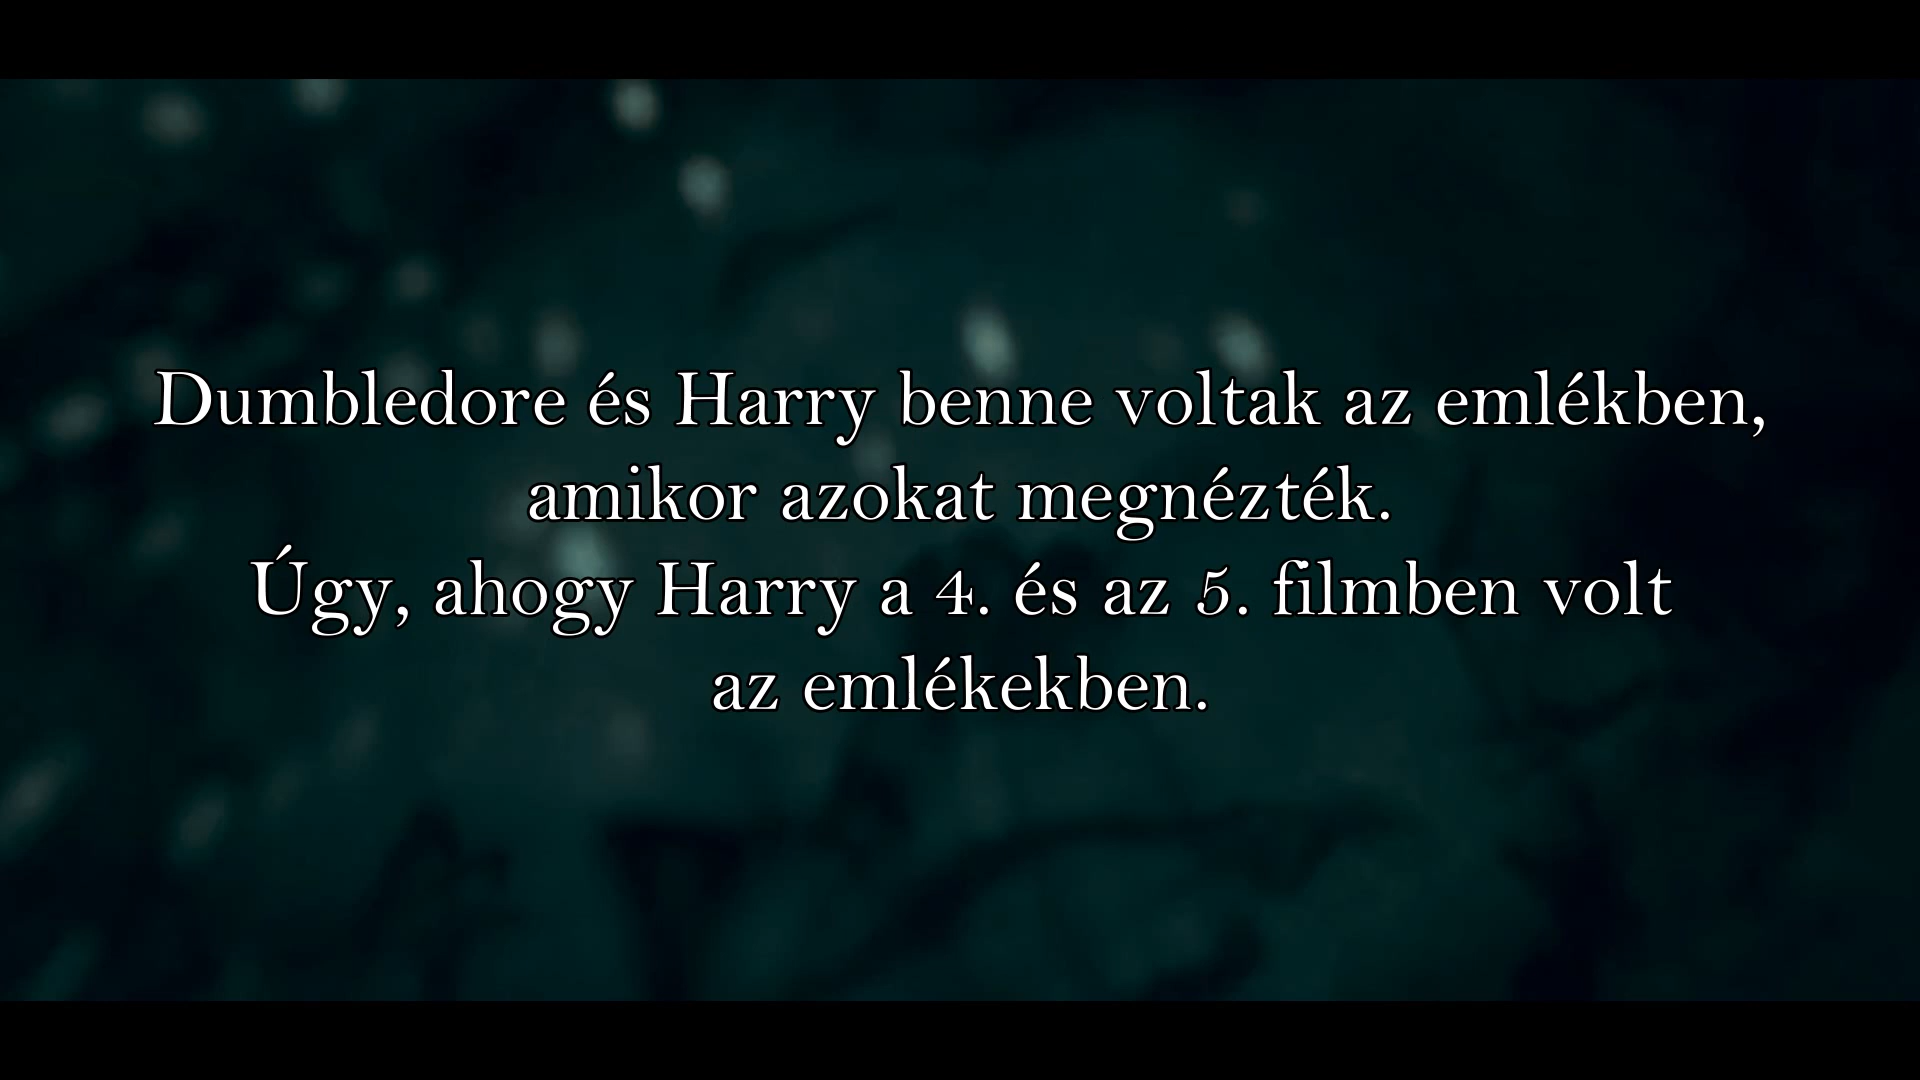 Dumbledore és Harry benne voltak az emlékben,
amikor azokat megnézték.
Úgy, ahogy Harry a 4. és az 5. filmben volt
az emlékekben.